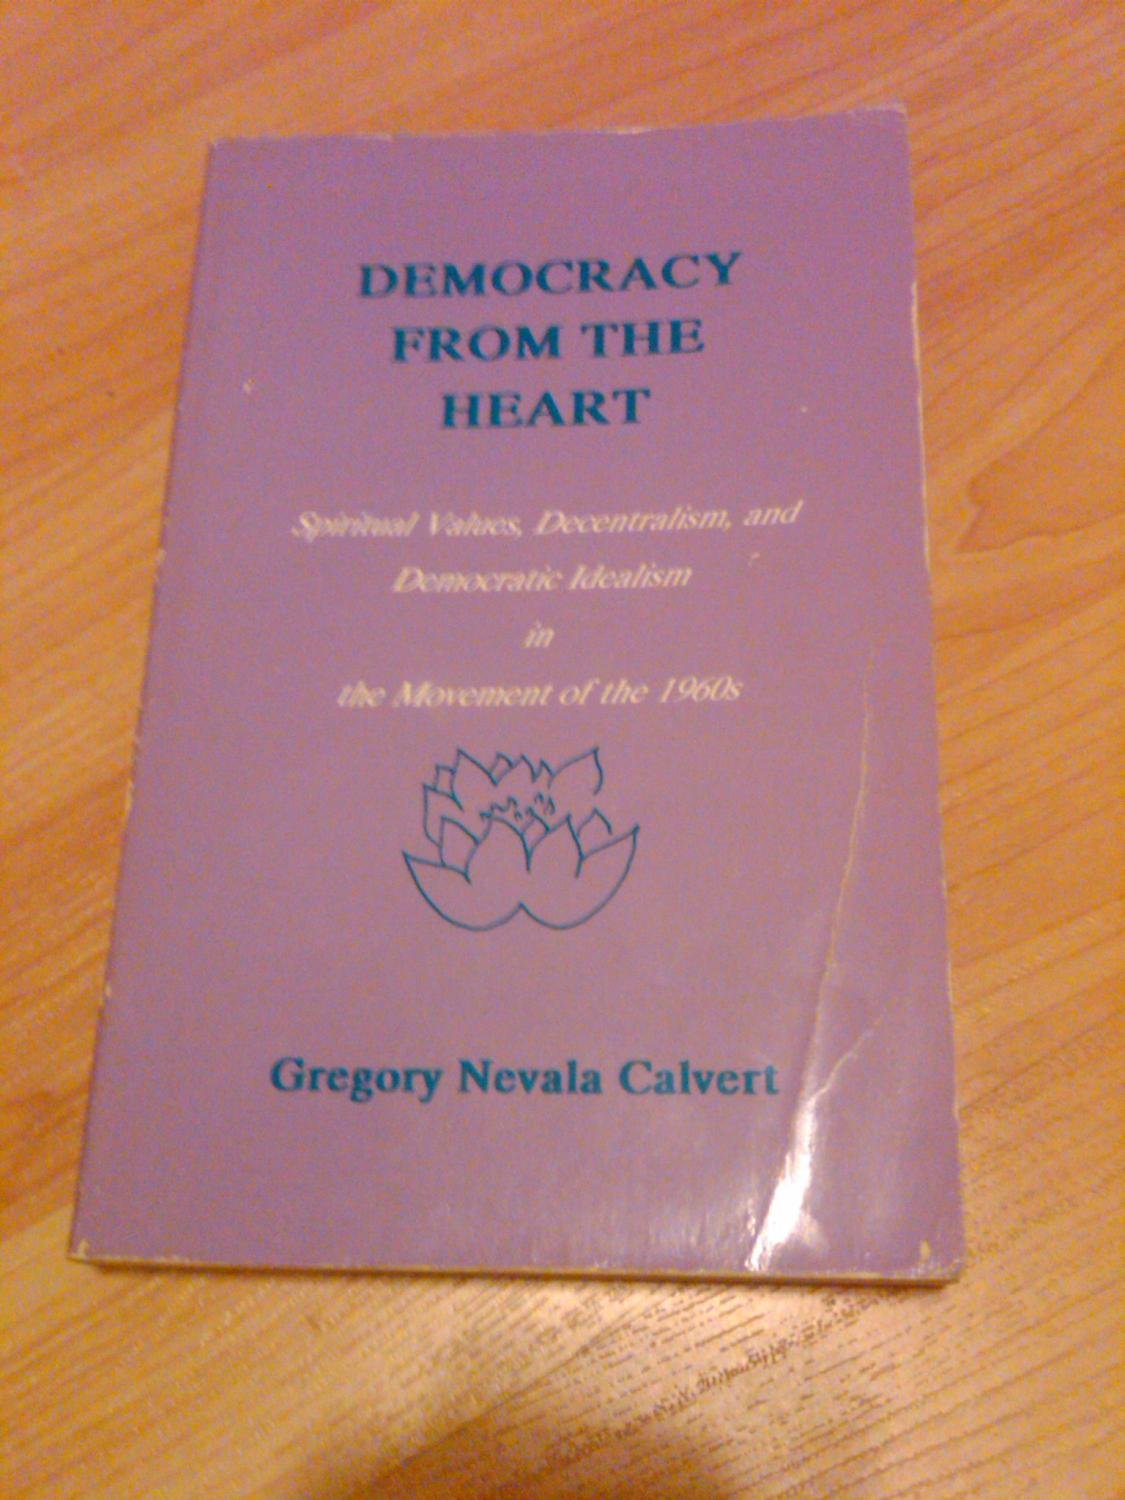 DEMOCRACY
FROM THE
HEART
Spiritual Values, Decentralism, and
Democratic Idealism
in
the Movement of the 1960s
Gregory Nevala Calvert